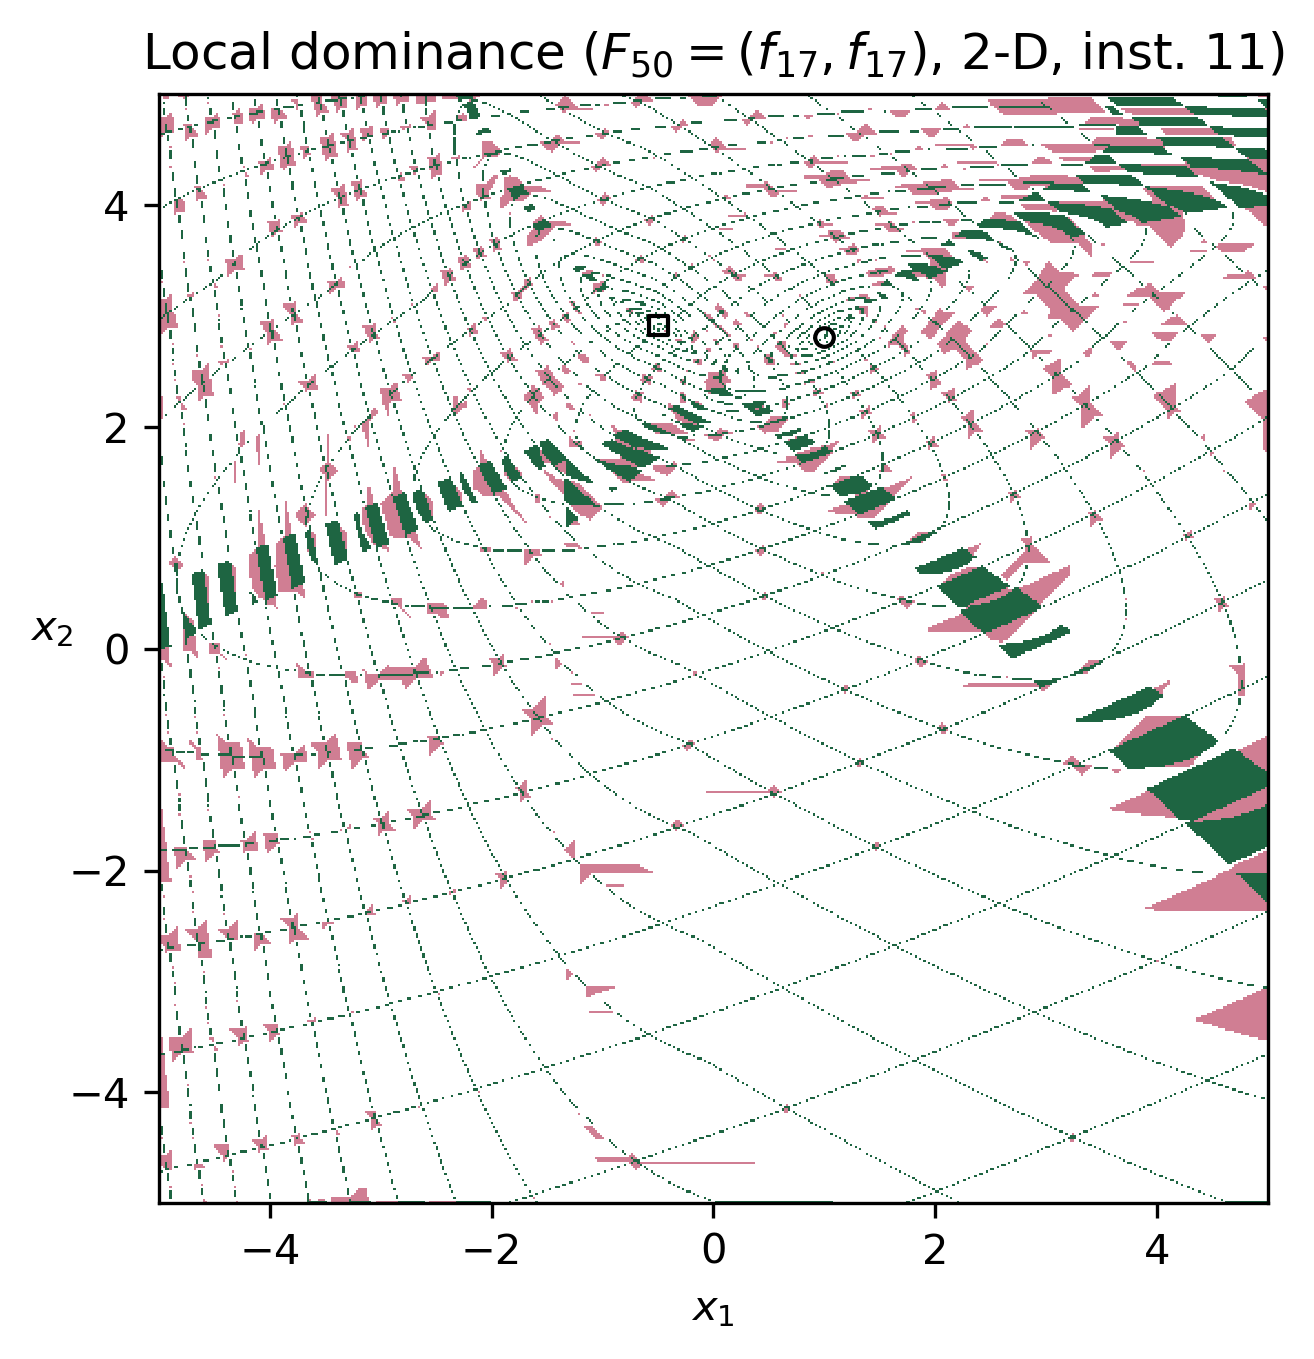 Local dominance (F₅₀ = (f₁₇, f₁₇), 2-D, inst. 11)
4
2
x₂
0
−2
−4
−4 −2 0 2 4
x₁